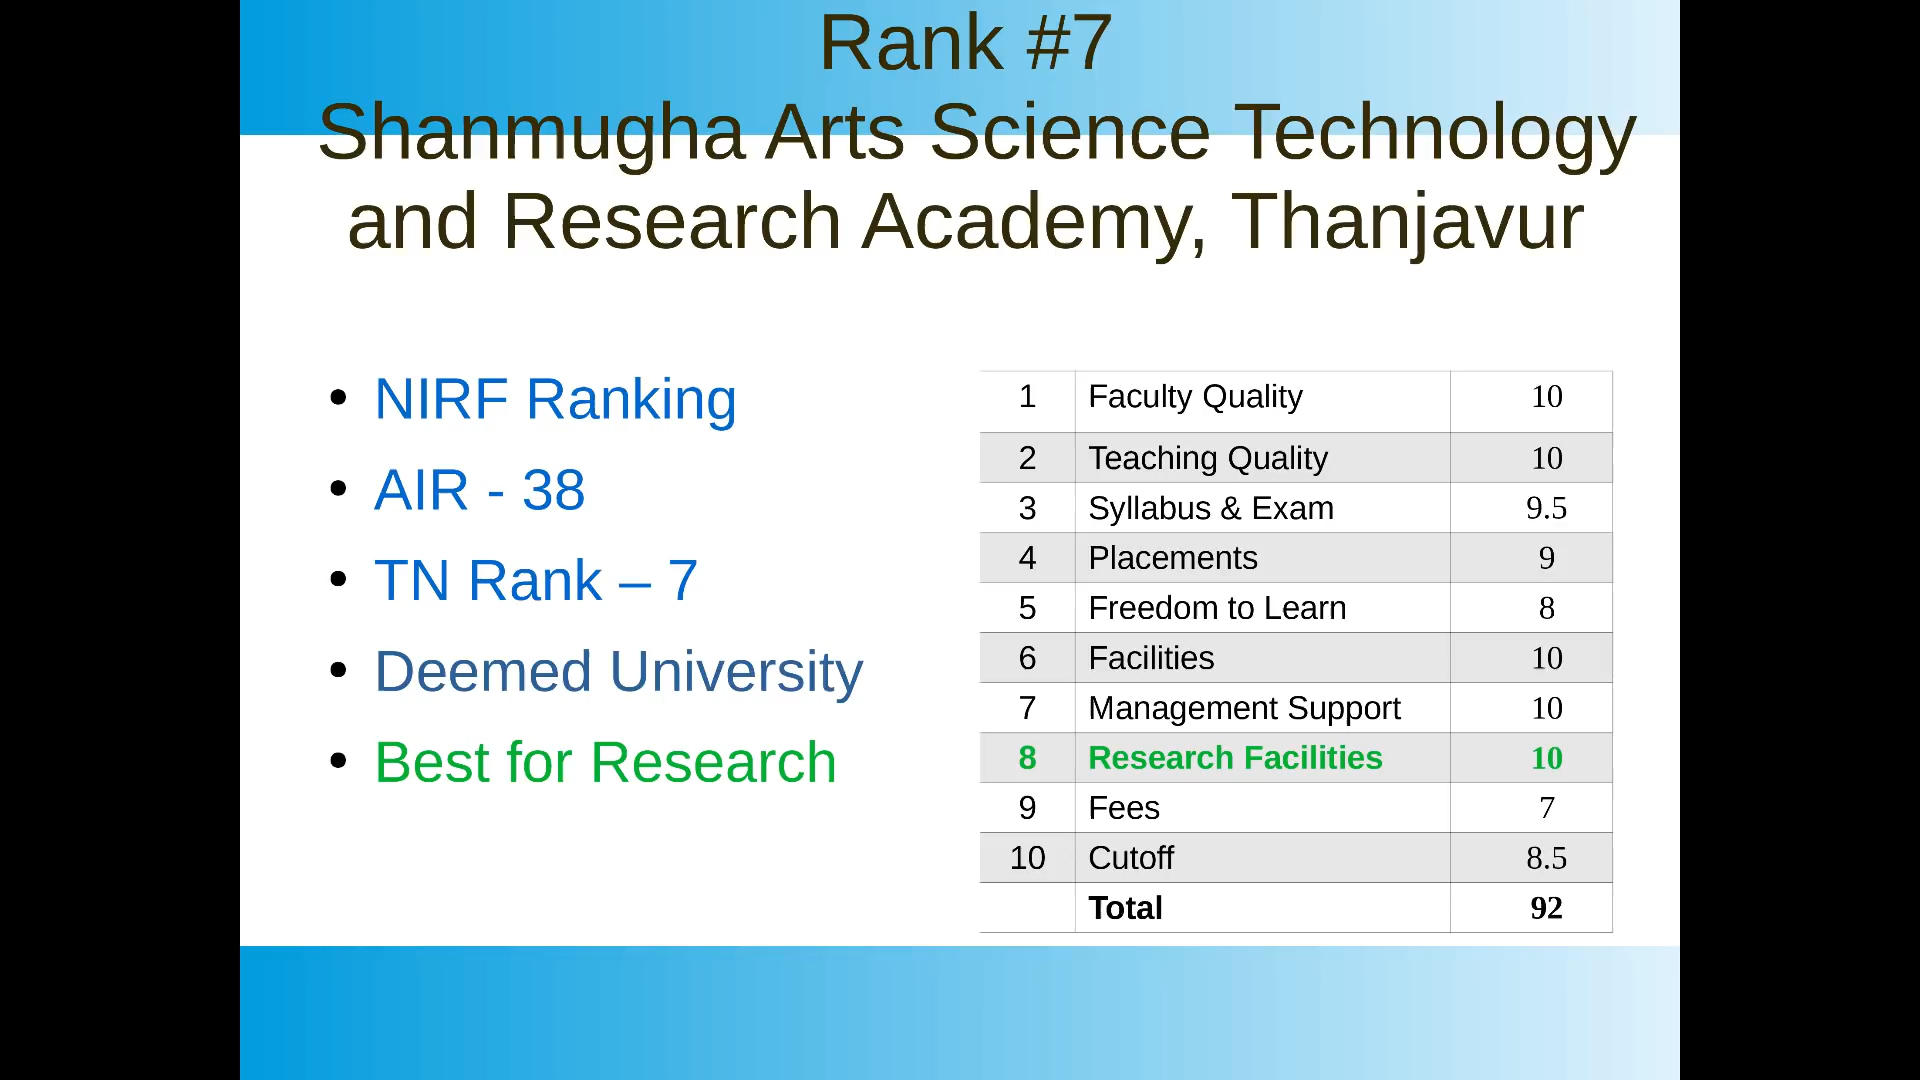 Rank #7
Shanmugha Arts Science Technology
and Research Academy, Thanjavur
• NIRF Ranking
• AIR - 38
• TN Rank – 7
• Deemed University
• Best for Research
1 Faculty Quality 10
2 Teaching Quality 10
3 Syllabus & Exam 9.5
4 Placements 9
5 Freedom to Learn 8
6 Facilities 10
7 Management Support 10
8 Research Facilities 10
9 Fees 7
10 Cutoff 8.5
Total 92